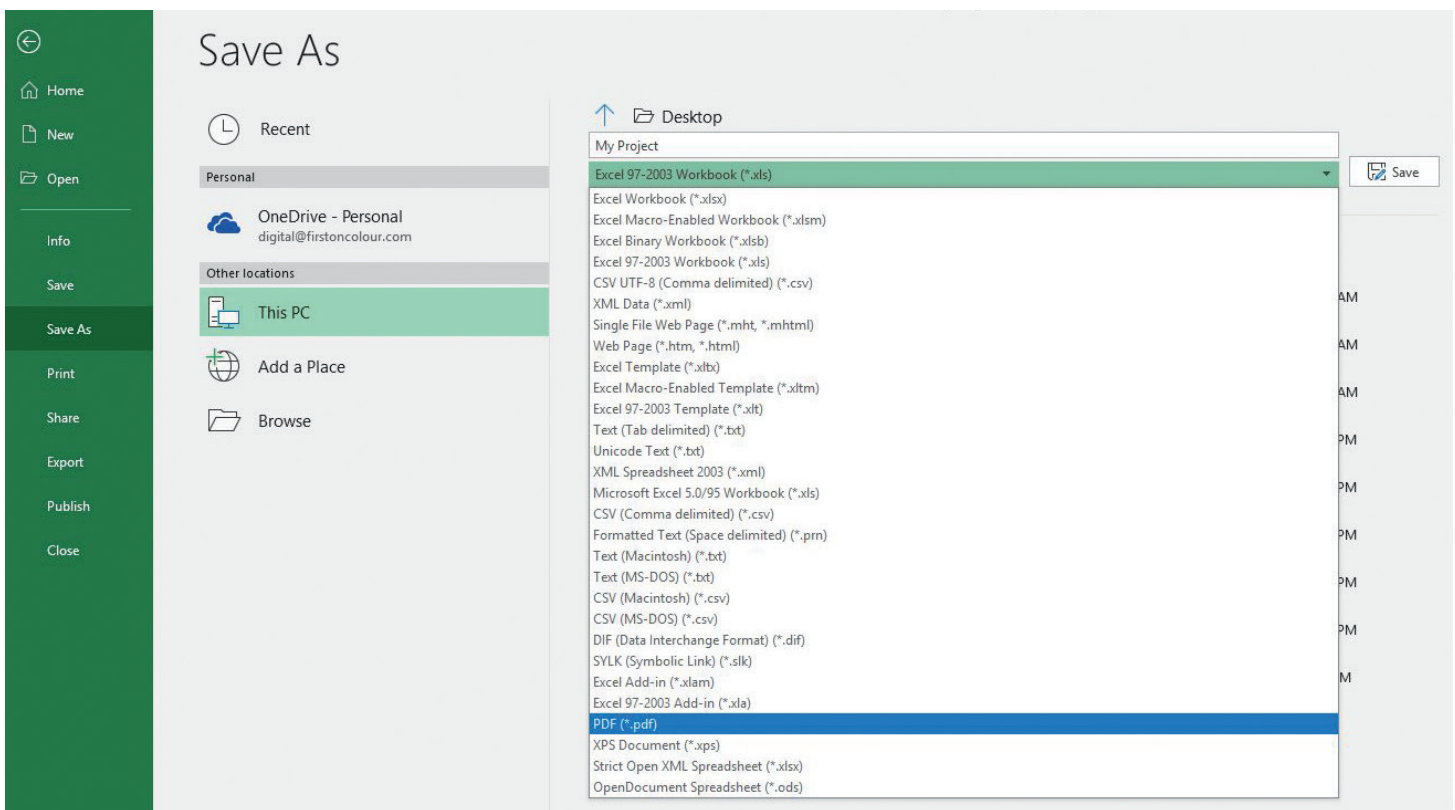 Save As
Home
New
Open
Info
Save
Save As
Print
Share
Export
Publish
Close
Recent
Personal
OneDrive - Personal
digital@firstoncolour.com
Other locations
This PC
Add a Place
Browse
Desktop
My Project
Excel 97-2003 Workbook (*.xls)
Save
Excel Workbook (*.xlsx)
Excel Macro-Enabled Workbook (*.xlsm)
Excel Binary Workbook (*.xlsb)
Excel 97-2003 Workbook (*.xls)
CSV UTF-8 (Comma delimited) (*.csv)
XML Data (*.xml)
Single File Web Page (*.mht, *.mhtml)
Web Page (*.htm, *.html)
Excel Template (*.xltx)
Excel Macro-Enabled Template (*.xltm)
Excel 97-2003 Template (*.xlt)
Text (Tab delimited) (*.txt)
Unicode Text (*.txt)
XML Spreadsheet 2003 (*.xml)
Microsoft Excel 5.0/95 Workbook (*.xls)
CSV (Comma delimited) (*.csv)
Formatted Text (Space delimited) (*.prn)
Text (Macintosh) (*.txt)
Text (MS-DOS) (*.txt)
CSV (Macintosh) (*.csv)
CSV (MS-DOS) (*.csv)
DIF (Data Interchange Format) (*.dif)
SYLK (Symbolic Link) (*.slk)
Excel Add-in (*.xlam)
Excel 97-2003 Add-in (*.xla)
PDF (*.pdf)
XPS Document (*.xps)
Strict Open XML Spreadsheet (*.xlsx)
OpenDocument Spreadsheet (*.ods)
AM
AM
AM
PM
PM
PM
PM
PM
M